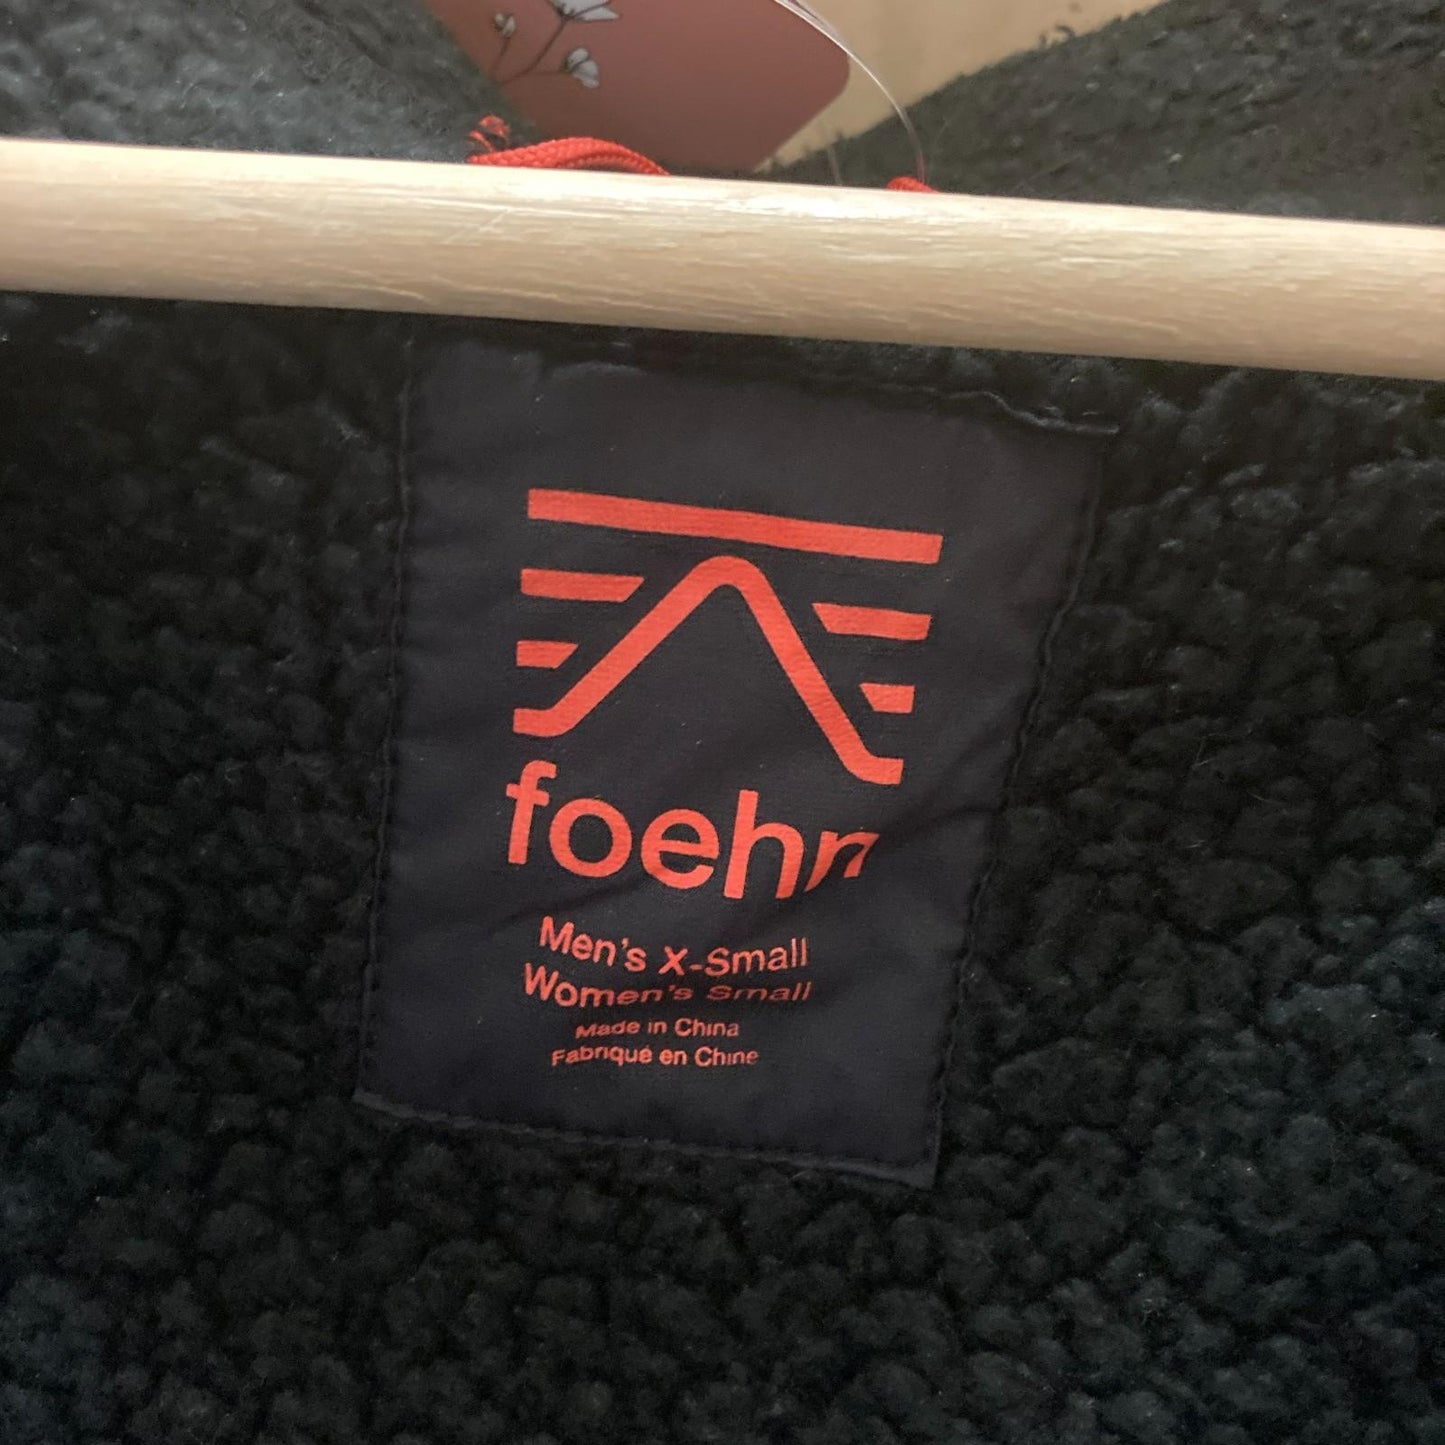 foehn
Men's X-Small
Women's Small
Made in China
Fabriqué en Chine